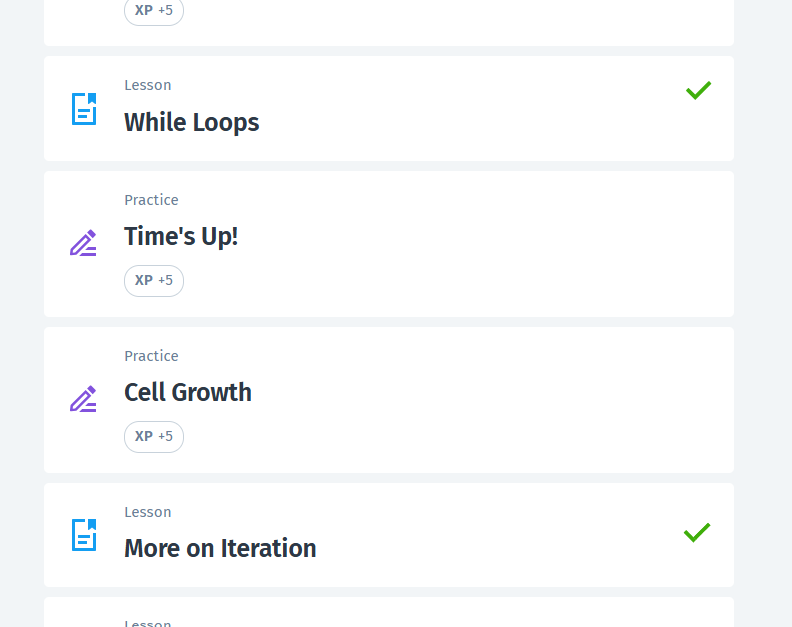 XP +5
Lesson
While Loops
Practice
Time's Up!
XP +5
Practice
Cell Growth
XP +5
Lesson
More on Iteration
Lesson